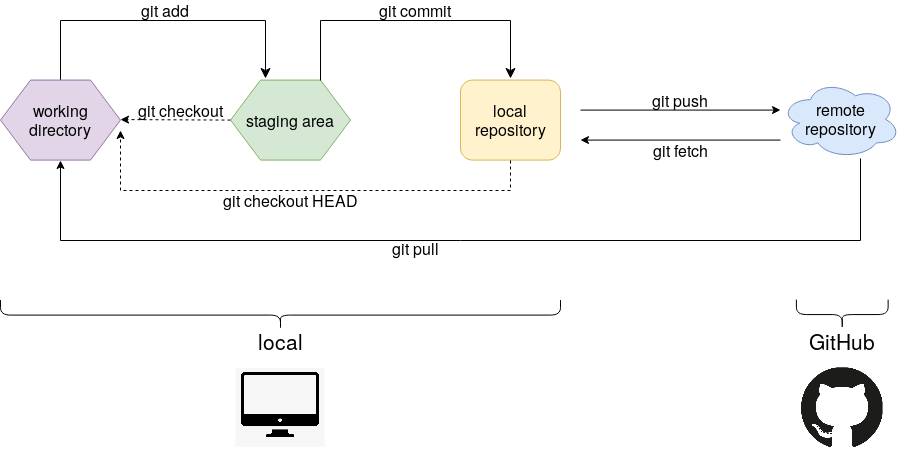 git add
git commit
working
directory
git checkout
staging area
local
repository
git push
git fetch
remote
repository
git checkout HEAD
git pull
local
GitHub